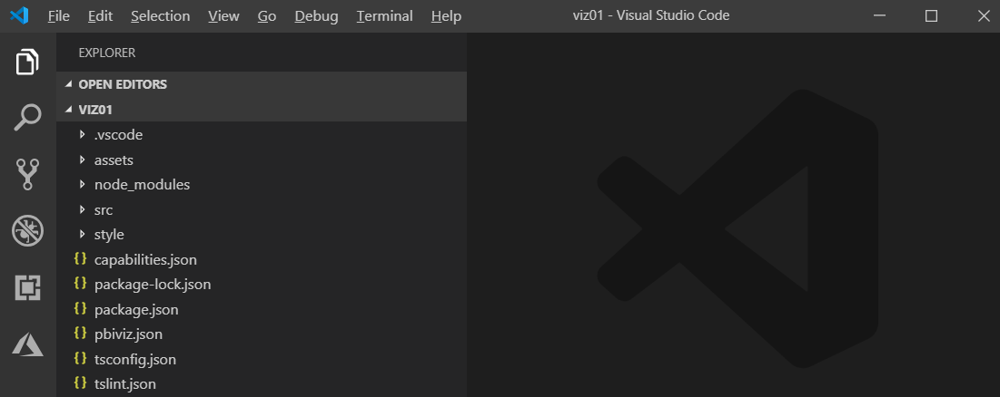 File Edit Selection View Go Debug Terminal Help viz01 - Visual Studio Code
EXPLORER
OPEN EDITORS
VIZ01
.vscode
assets
node_modules
src
style
{ } capabilities.json
{ } package-lock.json
{ } package.json
{ } pbiviz.json
{ } tsconfig.json
{ } tslint.json